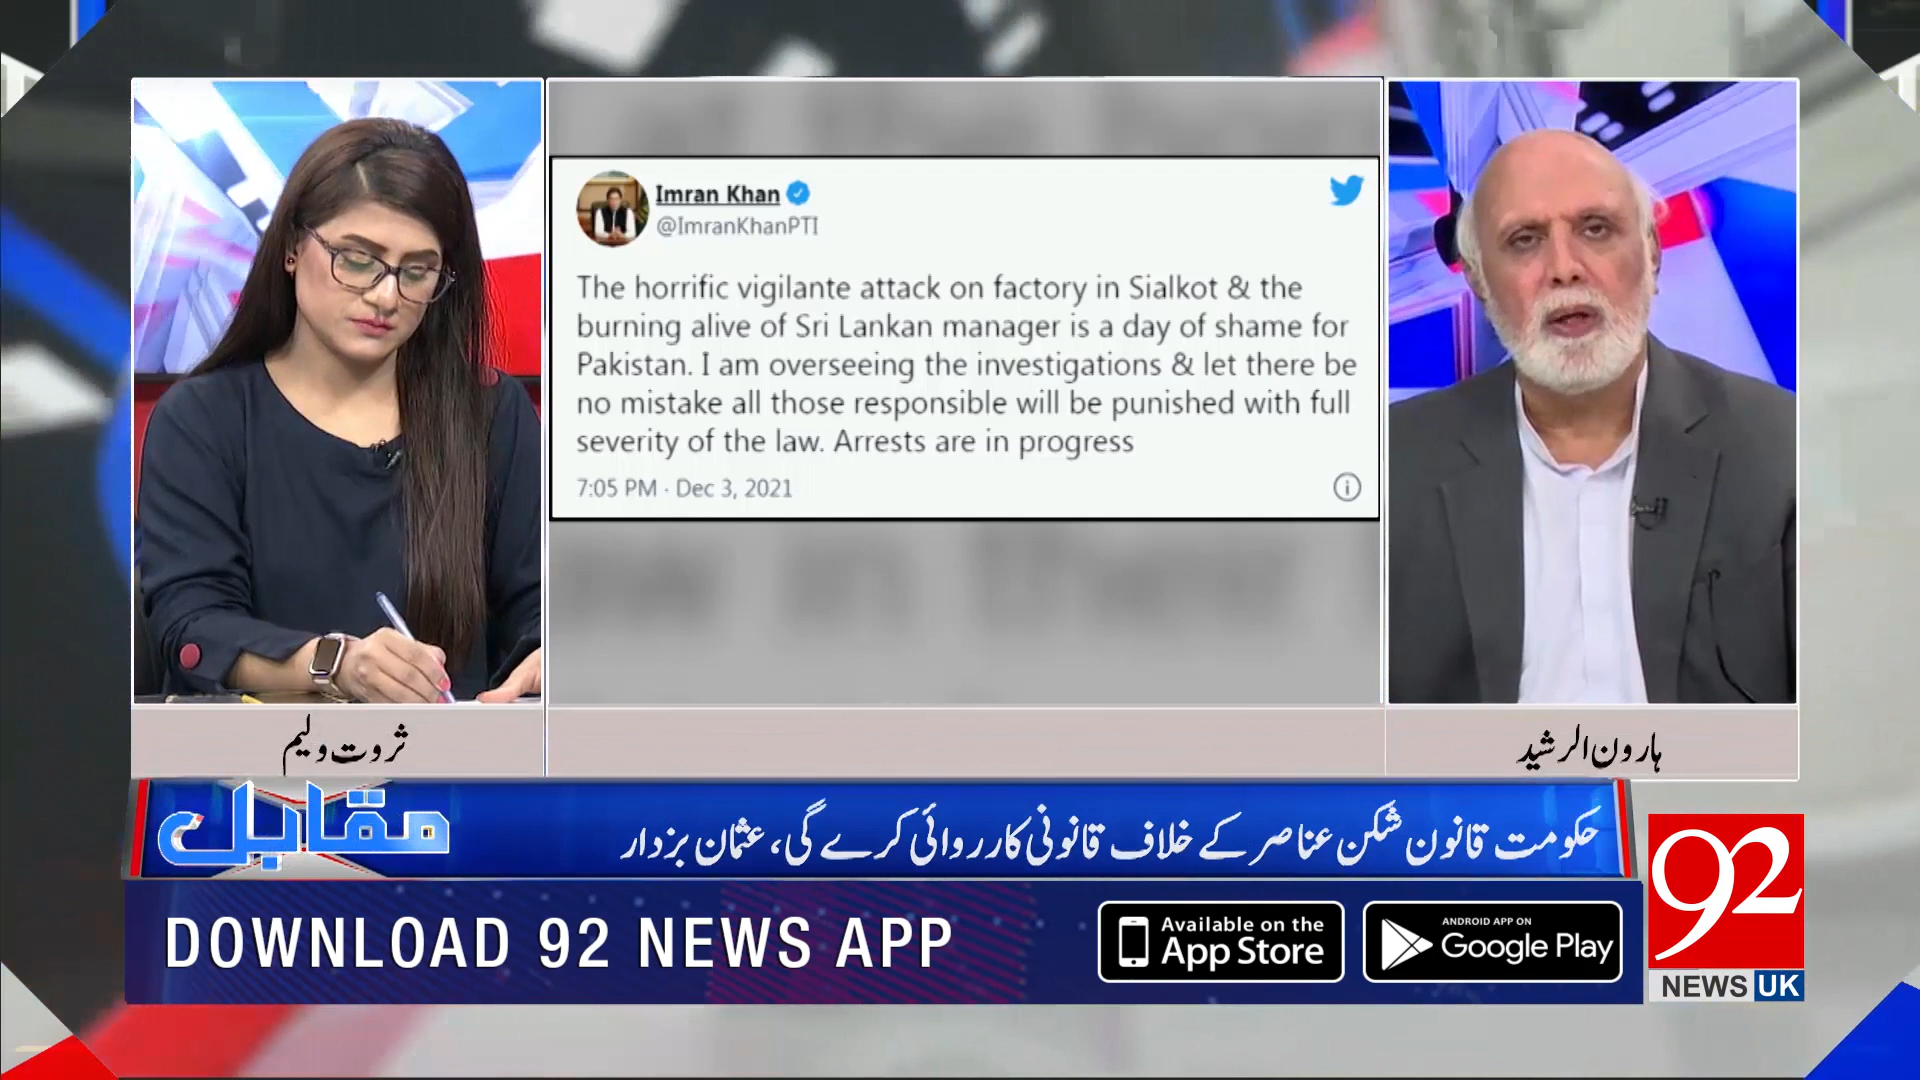 Imran Khan
@ImranKhanPTI
The horrific vigilante attack on factory in Sialkot & the
burning alive of Sri Lankan manager is a day of shame for
Pakistan. I am overseeing the investigations & let there be
no mistake all those responsible will be punished with full
severity of the law. Arrests are in progress
7:05 PM · Dec 3, 2021
ثروت ولیم
ہارون الرشید
مقابل
حکومت قانون شکن عناصر کے خلاف قانونی کارروائی کرے گی، عثمان بزدار
DOWNLOAD 92 NEWS APP
Available on the
App Store
ANDROID APP ON
Google Play
92
NEWS UK